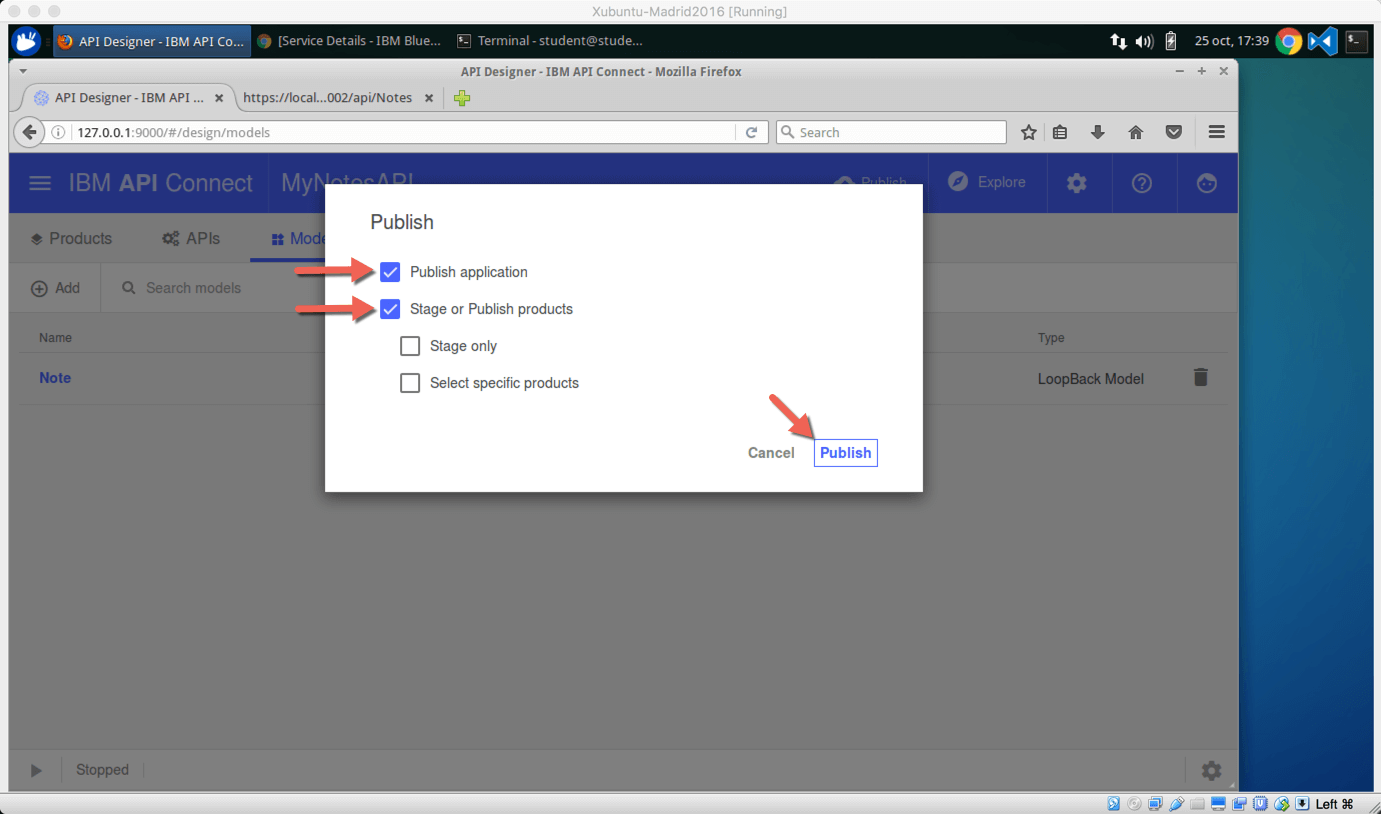 Xubuntu-Madrid2016 [Running]
API Designer - IBM API Co... [Service Details - IBM Blue... Terminal - student@stude... 25 oct, 17:39
API Designer - IBM API Connect - Mozilla Firefox
API Designer - IBM API ... https://local...002/api/Notes
127.0.0.1:9000/#/design/models Search
IBM API Connect MyNotesAPI Publish Explore
Products APIs Mode
Add Search models
Name Type
Note LoopBack Model
Publish
Publish application
Stage or Publish products
Stage only
Select specific products
Cancel Publish
Stopped
Left ⌘